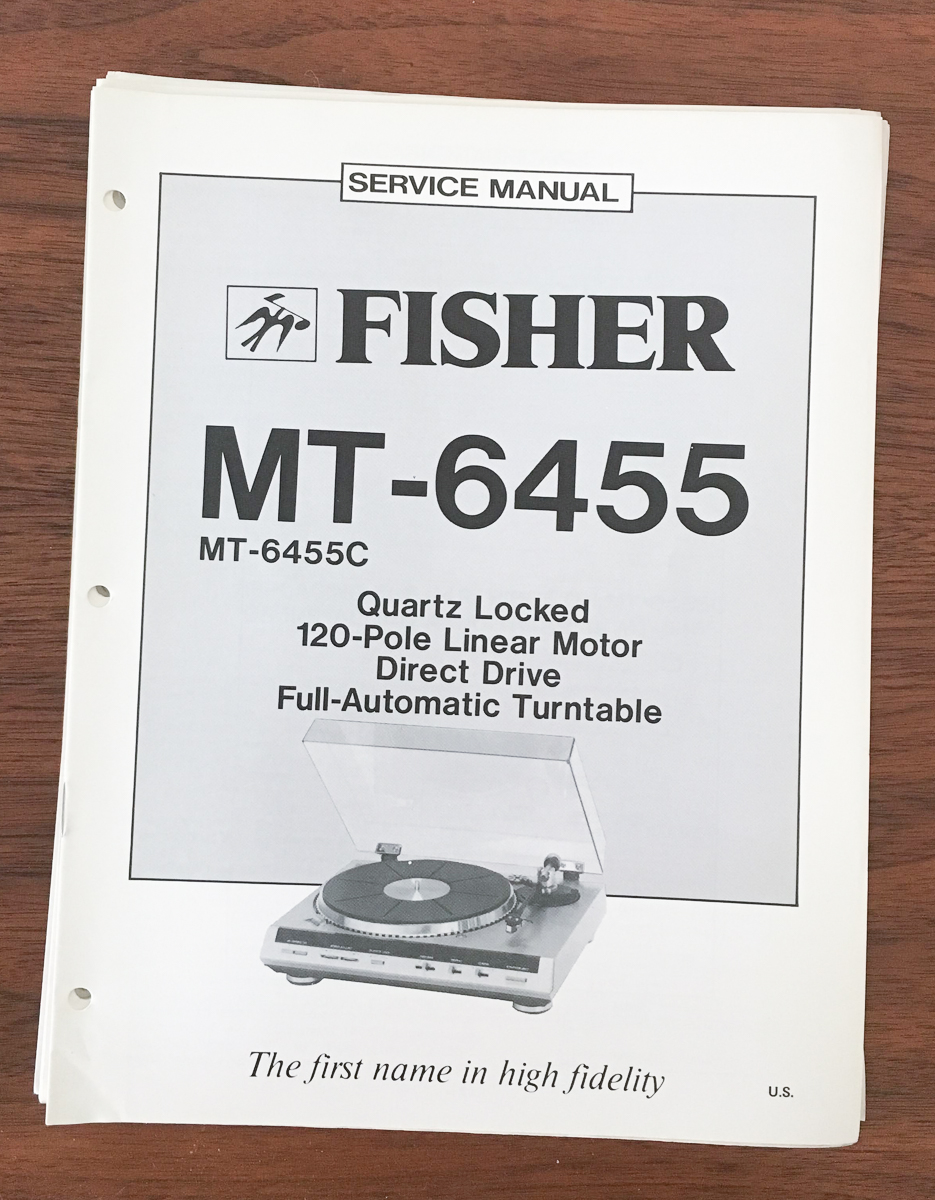 SERVICE MANUAL
FISHER
MT-6455
MT-6455C
Quartz Locked
120-Pole Linear Motor
Direct Drive
Full-Automatic Turntable
The first name in high fidelity
U.S.